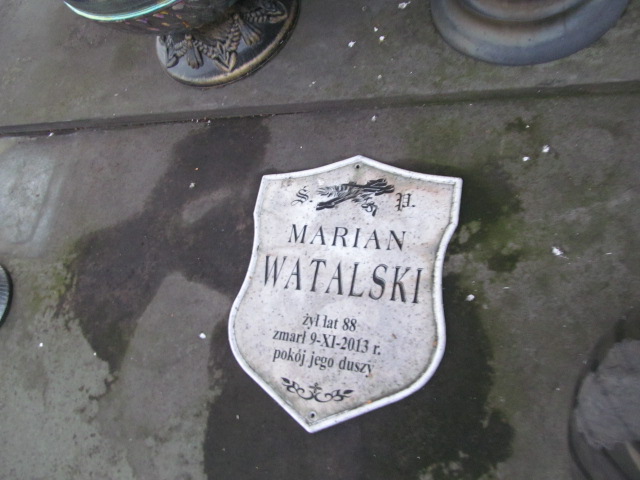 Ś. P.
MARIAN
WATALSKI
żył lat 88
zmarł 9-XI-2013 r.
pokój jego duszy